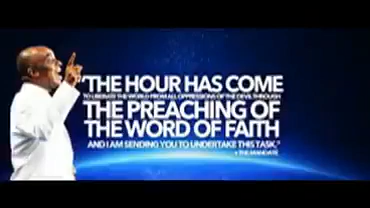 "THE HOUR HAS COME
TO LIBERATE THE WORLD FROM ALL OPPRESSIONS OF THE DEVIL THROUGH
THE PREACHING OF
THE WORD OF FAITH
AND I AM SENDING YOU TO UNDERTAKE THIS TASK."
- THE MANDATE